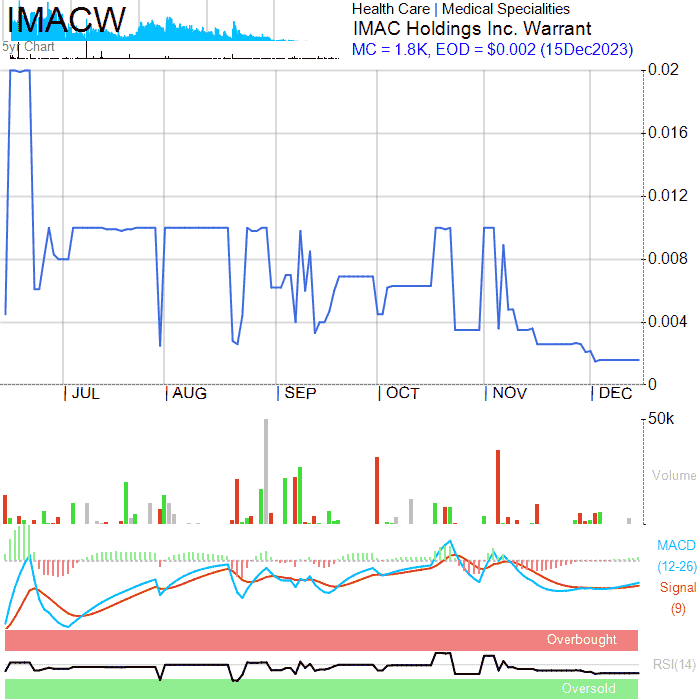 IMACW
5yr Chart
Health Care | Medical Specialities
IMAC Holdings Inc. Warrant
MC = 1.8K, EOD = $0.002 (15Dec2023)
0.02
0.016
0.012
0.008
0.004
0
JUL AUG SEP OCT NOV DEC
50k
Volume
MACD
(12-26)
Signal
(9)
Overbought
RSI(14)
Oversold